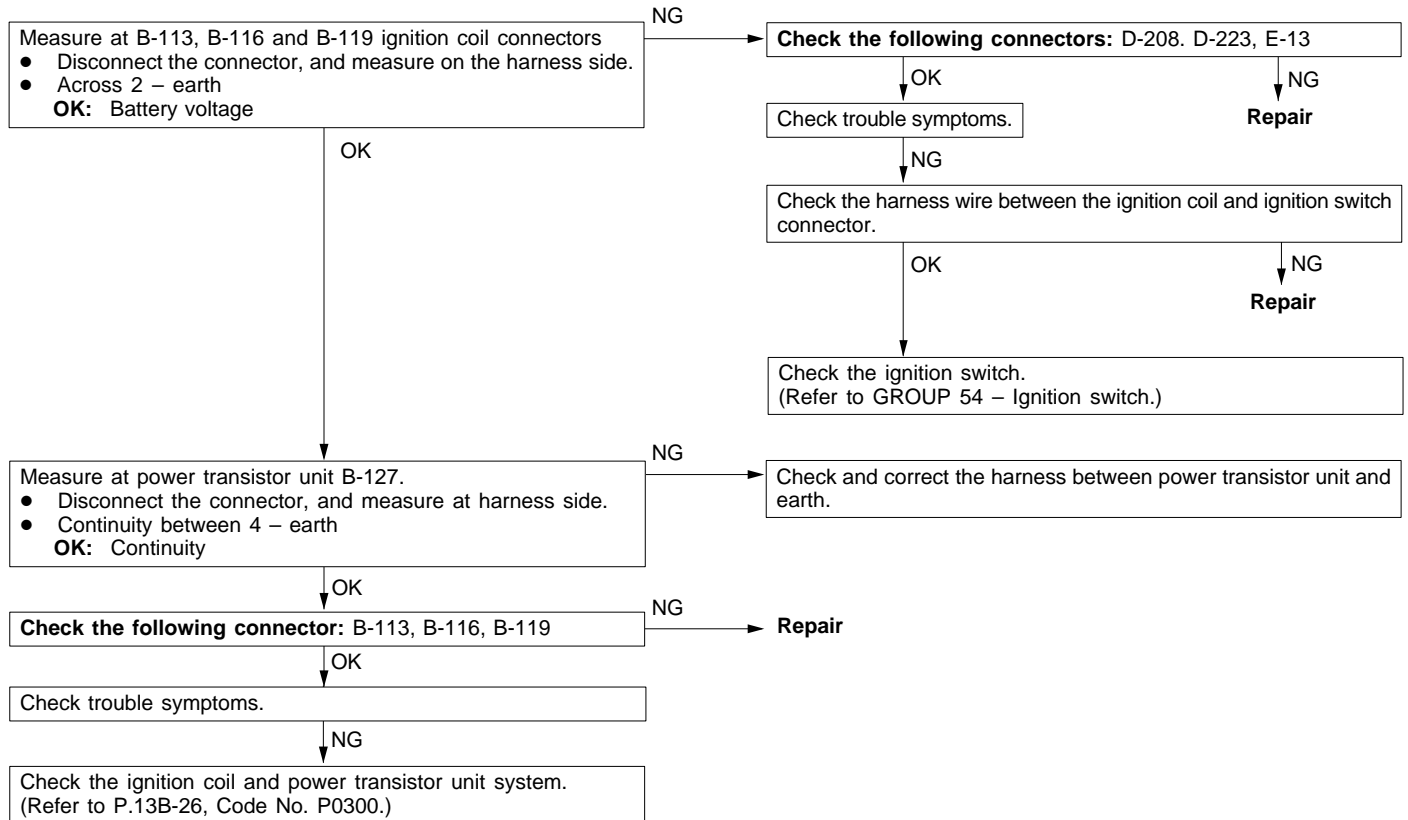 Measure at B-113, B-116 and B-119 ignition coil connectors
● Disconnect the connector, and measure on the harness side.
● Across 2 – earth
OK: Battery voltage
NG
Check the following connectors: D-208. D-223, E-13
OK
NG
Check trouble symptoms.
Repair
OK
NG
Check the harness wire between the ignition coil and ignition switch
connector.
OK
NG
Repair
Check the ignition switch.
(Refer to GROUP 54 – Ignition switch.)
Measure at power transistor unit B-127.
● Disconnect the connector, and measure at harness side.
● Continuity between 4 – earth
OK: Continuity
NG
Check and correct the harness between power transistor unit and
earth.
OK
Check the following connector: B-113, B-116, B-119
NG
Repair
OK
Check trouble symptoms.
NG
Check the ignition coil and power transistor unit system.
(Refer to P.13B-26, Code No. P0300.)